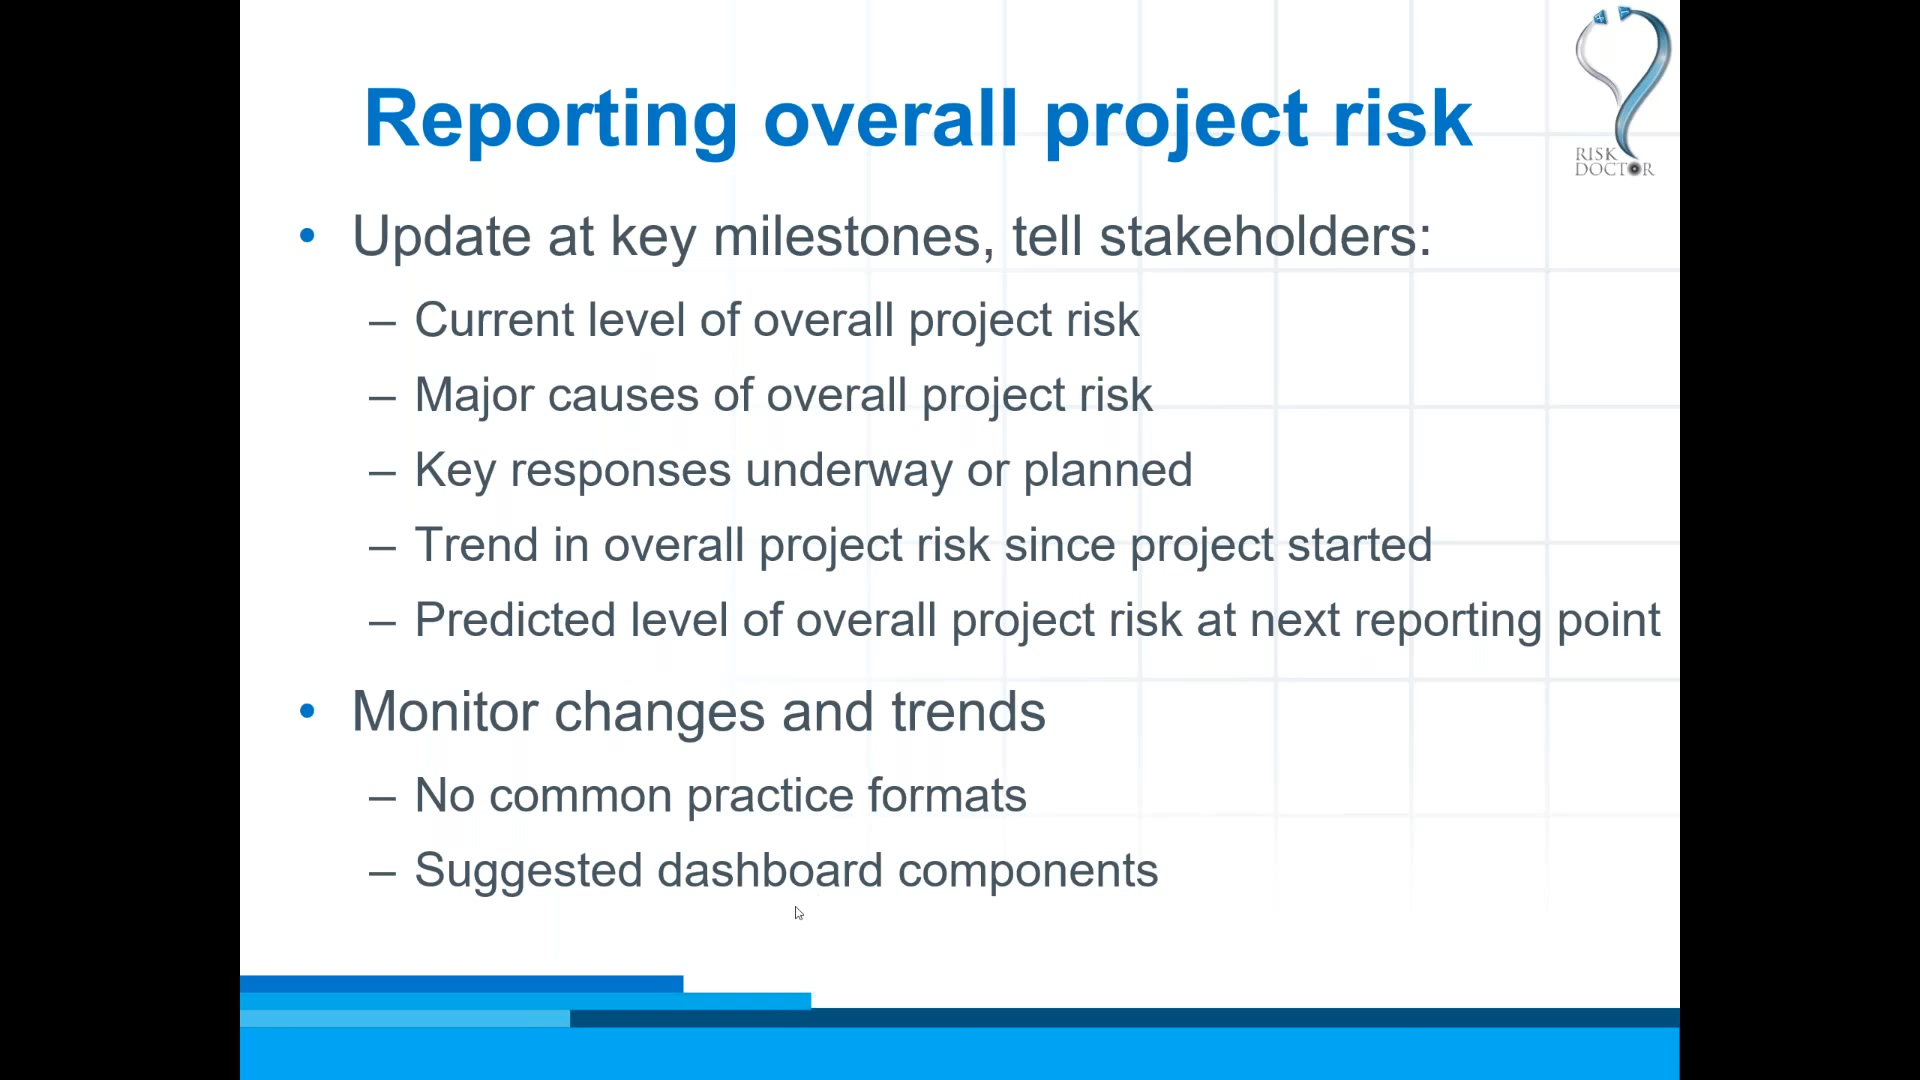 Reporting overall project risk
RISK
DOCTOR
• Update at key milestones, tell stakeholders:
– Current level of overall project risk
– Major causes of overall project risk
– Key responses underway or planned
– Trend in overall project risk since project started
– Predicted level of overall project risk at next reporting point
• Monitor changes and trends
– No common practice formats
– Suggested dashboard components